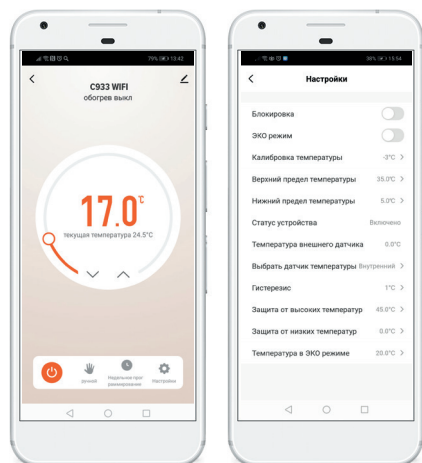 79% 13:42
C933 WIFI
обогрев выкл
17.0℃
текущая температура 24.5°C
ручной
Недельное прог-
раммирование
Настройки
38% 15:54
Настройки
Блокировка
ЭКО режим
Калибровка температуры -3°C
Верхний предел температуры 35.0°C
Нижний предел температуры 5.0°C
Статус устройства Включено
Температура внешнего датчика 0.0°C
Выбрать датчик температуры Внутренний
Гистерезис 1°C
Защита от высоких температур 45.0°C
Защита от низких температур 0.0°C
Температура в ЭКО режиме 20.0°C